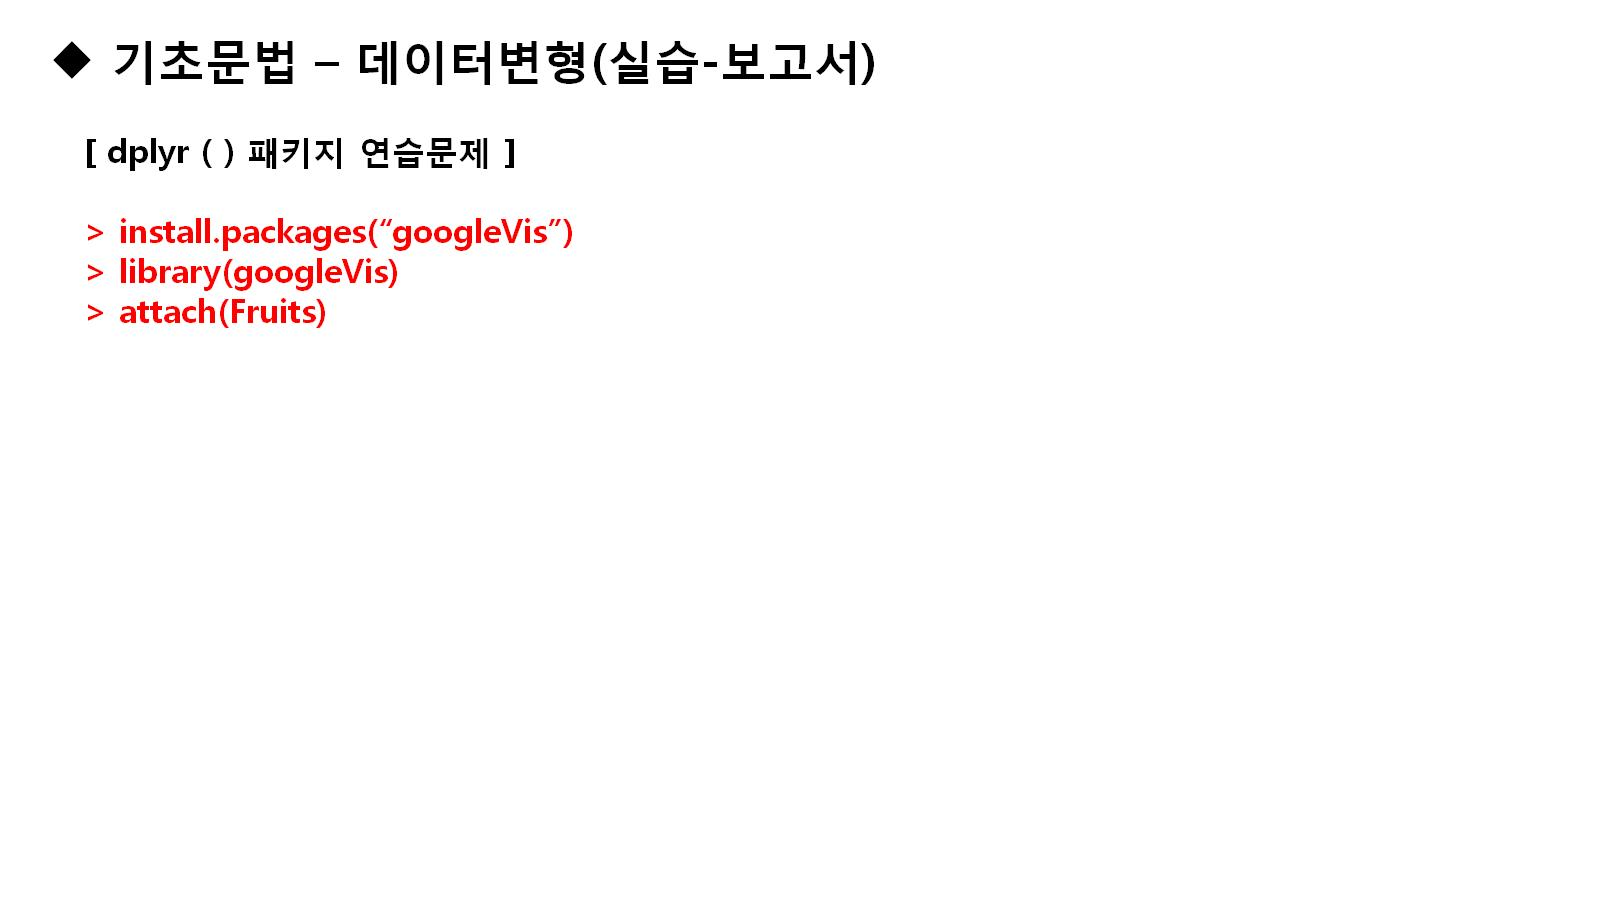 ◆ 기초문법 – 데이터변형(실습-보고서)
[ dplyr ( ) 패키지 연습문제 ]
> install.packages(“googleVis”)
> library(googleVis)
> attach(Fruits)